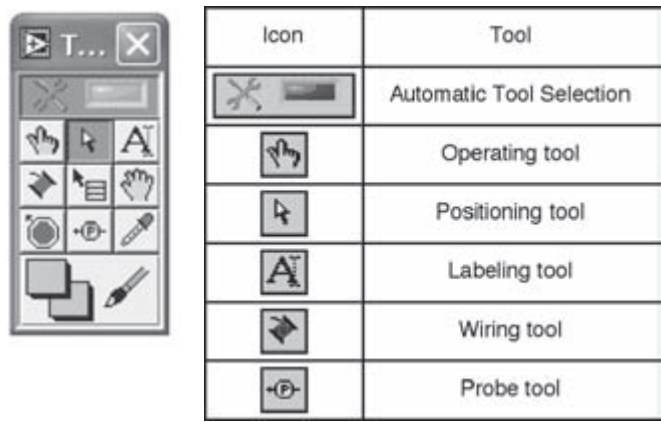 T...
Icon Tool
Automatic Tool Selection
Operating tool
Positioning tool
A Labeling tool
Wiring tool
P Probe tool
A
P